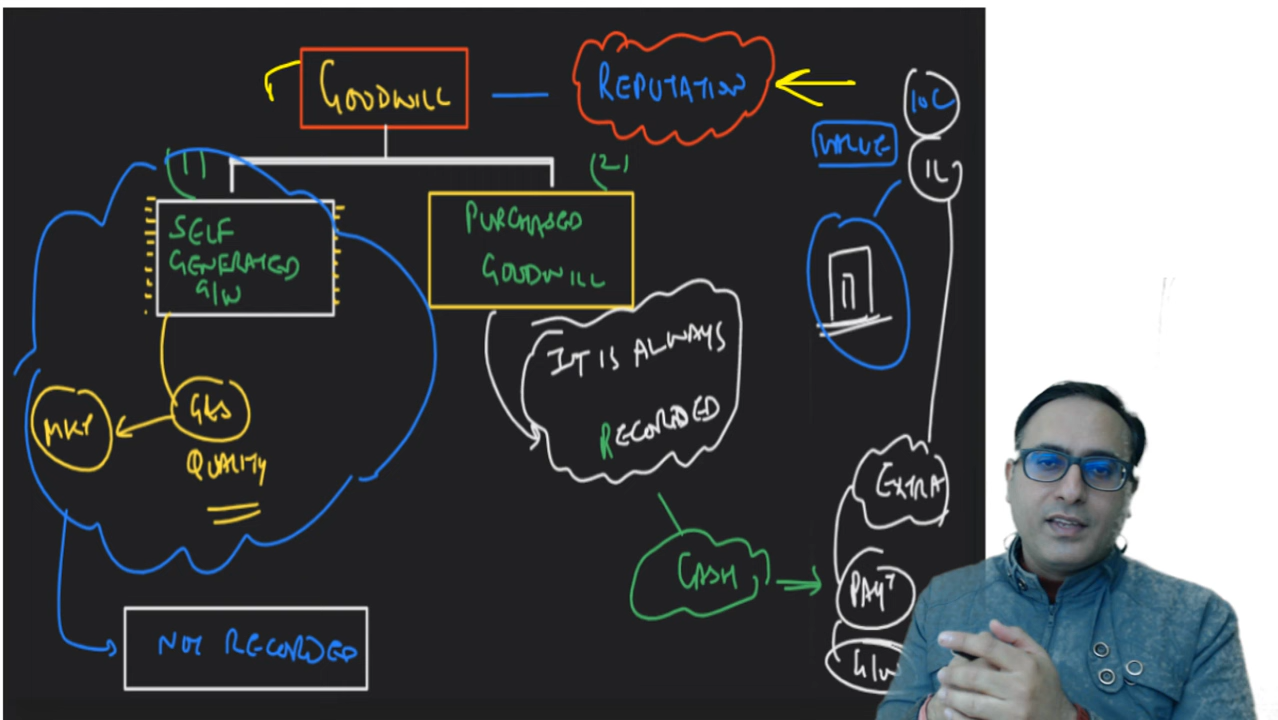 GOODWILL
REPUTATION
10C
VALUE
1L
(1)
(2)
SELF
GENERATED
G/W
PURCHASED
GOODWILL
IT IS ALWAYS
RECORDED
MKT
GDS
QUALITY
EXTRA
CASH
PAYT
G/W
NOT RECORDED